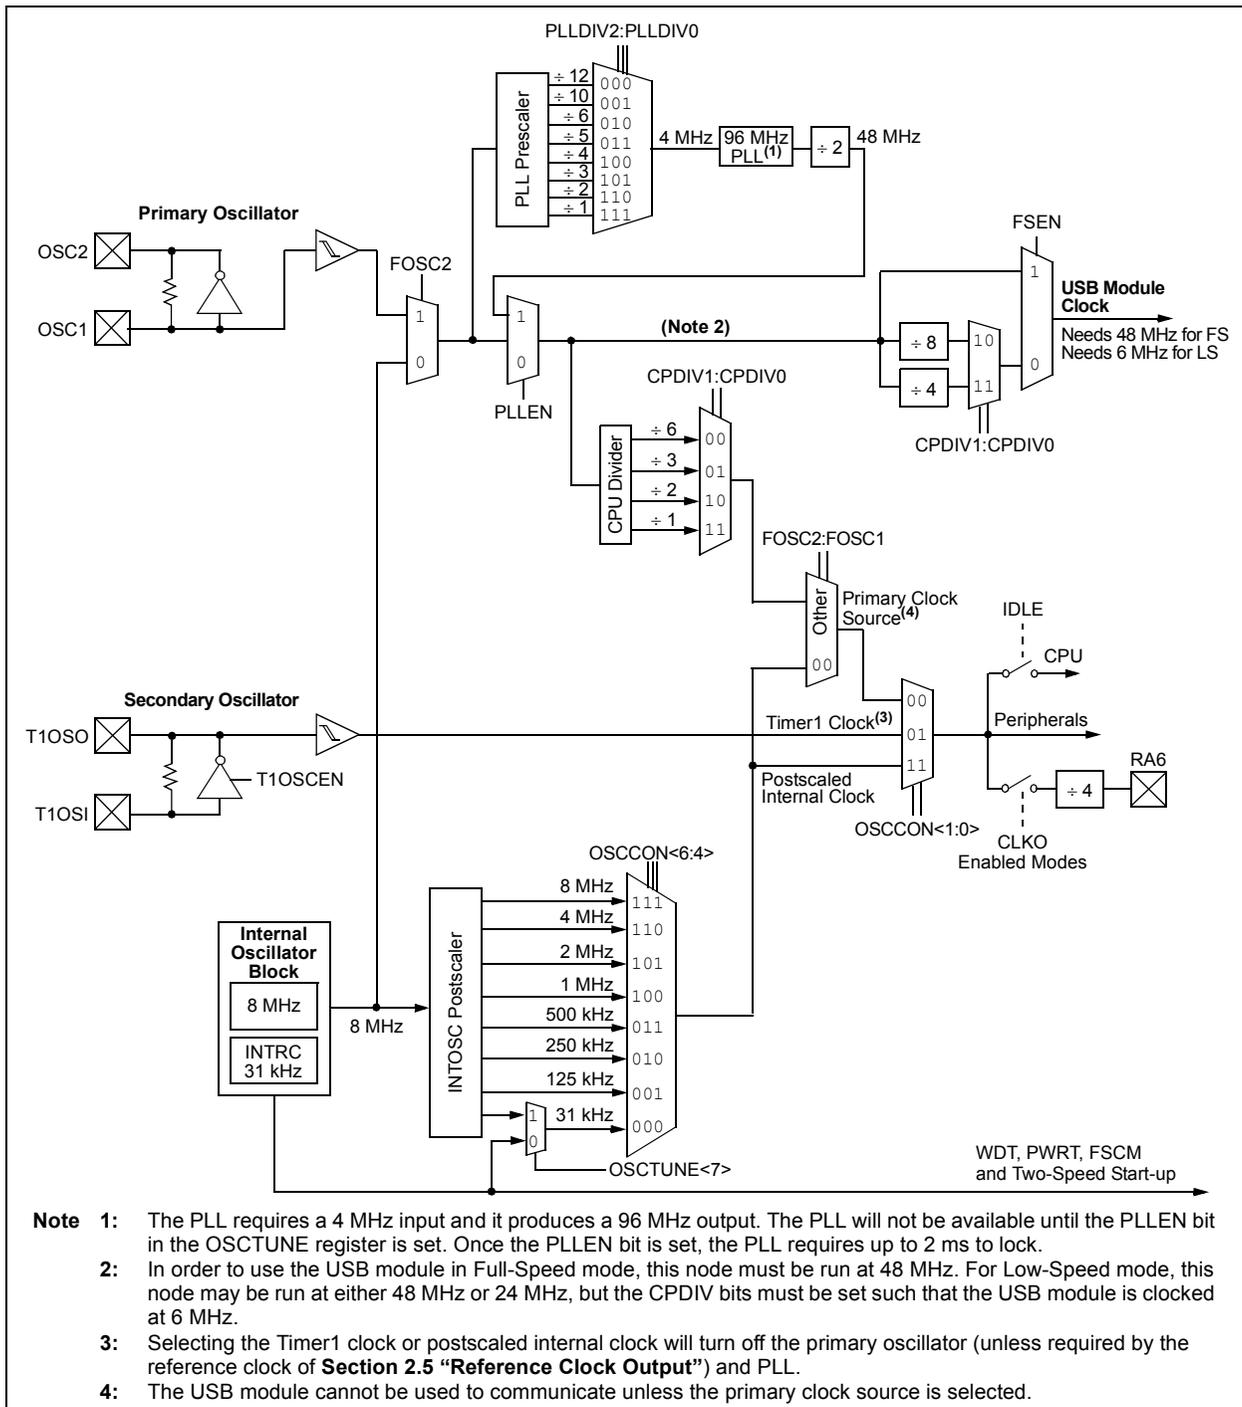 PLLDIV2:PLLDIV0
PLL Prescaler
÷ 12
÷ 10
÷ 6
÷ 5
÷ 4
÷ 3
÷ 2
÷ 1
000
001
010
011
100
101
110
111
4 MHz
96 MHz
PLL(1)
÷ 2
48 MHz
Primary Oscillator
OSC2
OSC1
FOSC2
1
0
1
0
PLLEN
(Note 2)
FSEN
1
0
÷ 8
÷ 4
10
11
CPDIV1:CPDIV0
USB Module
Clock
Needs 48 MHz for FS
Needs 6 MHz for LS
CPDIV1:CPDIV0
CPU Divider
÷ 6
÷ 3
÷ 2
÷ 1
00
01
10
11
FOSC2:FOSC1
Other
00
Primary Clock
Source(4)
Secondary Oscillator
T1OSO
T1OSI
T1OSCEN
Timer1 Clock(3)
Postscaled
Internal Clock
00
01
11
OSCCON<1:0>
IDLE
CPU
Peripherals
RA6
÷ 4
CLKO
Enabled Modes
Internal
Oscillator
Block
8 MHz
INTRC
31 kHz
8 MHz
INTOSC Postscaler
OSCCON<6:4>
8 MHz
4 MHz
2 MHz
1 MHz
500 kHz
250 kHz
125 kHz
31 kHz
111
110
101
100
011
010
001
000
1
0
OSCTUNE<7>
WDT, PWRT, FSCM
and Two-Speed Start-up
Note 1: The PLL requires a 4 MHz input and it produces a 96 MHz output. The PLL will not be available until the PLLEN bit
in the OSCTUNE register is set. Once the PLLEN bit is set, the PLL requires up to 2 ms to lock.
2: In order to use the USB module in Full-Speed mode, this node must be run at 48 MHz. For Low-Speed mode, this
node may be run at either 48 MHz or 24 MHz, but the CPDIV bits must be set such that the USB module is clocked
at 6 MHz.
3: Selecting the Timer1 clock or postscaled internal clock will turn off the primary oscillator (unless required by the
reference clock of Section 2.5 “Reference Clock Output”) and PLL.
4: The USB module cannot be used to communicate unless the primary clock source is selected.